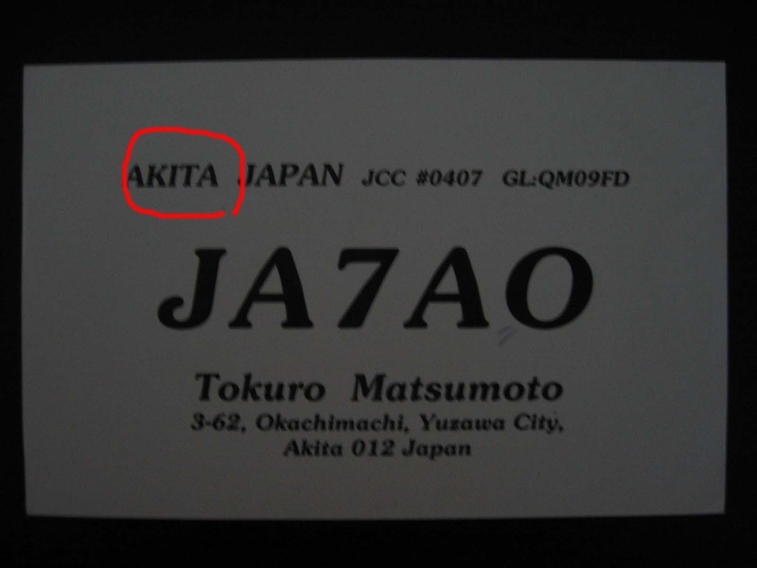 AKITA JAPAN JCC #0407 GL:QM09FD
JA7AO
Tokuro Matsumoto
3-62, Okachimachi, Yuzawa City,
Akita 012 Japan